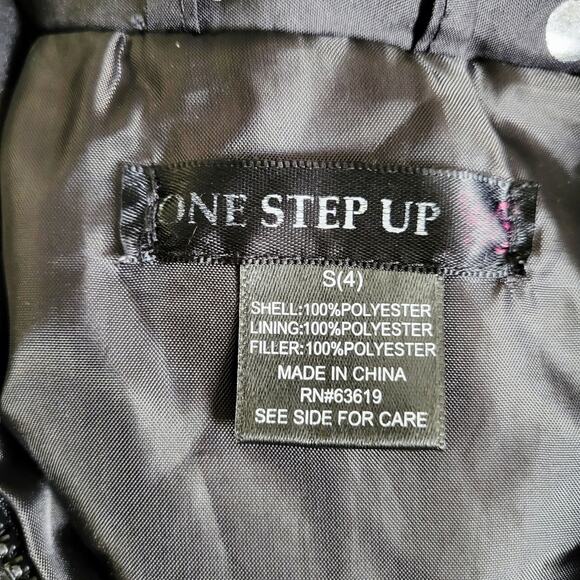 ONE STEP UP
S(4)
SHELL:100%POLYESTER
LINING:100%POLYESTER
FILLER:100%POLYESTER
MADE IN CHINA
RN#63619
SEE SIDE FOR CARE